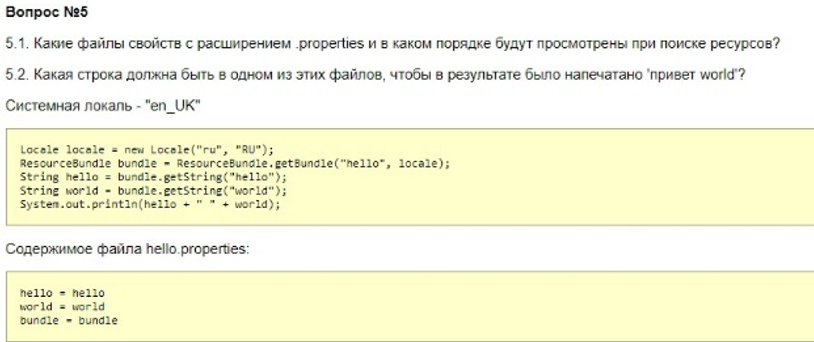 Вопрос №5
5.1. Какие файлы свойств с расширением .properties и в каком порядке будут просмотрены при поиске ресурсов?
5.2. Какая строка должна быть в одном из этих файлов, чтобы в результате было напечатано 'привет world'?
Системная локаль - "en_UK"
Locale locale = new Locale("ru", "RU");
ResourceBundle bundle = ResourceBundle.getBundle("hello", locale);
String hello = bundle.getString("hello");
String world = bundle.getString("world");
System.out.println(hello + " " + world);
Содержимое файла hello.properties:
hello = hello
world = world
bundle = bundle